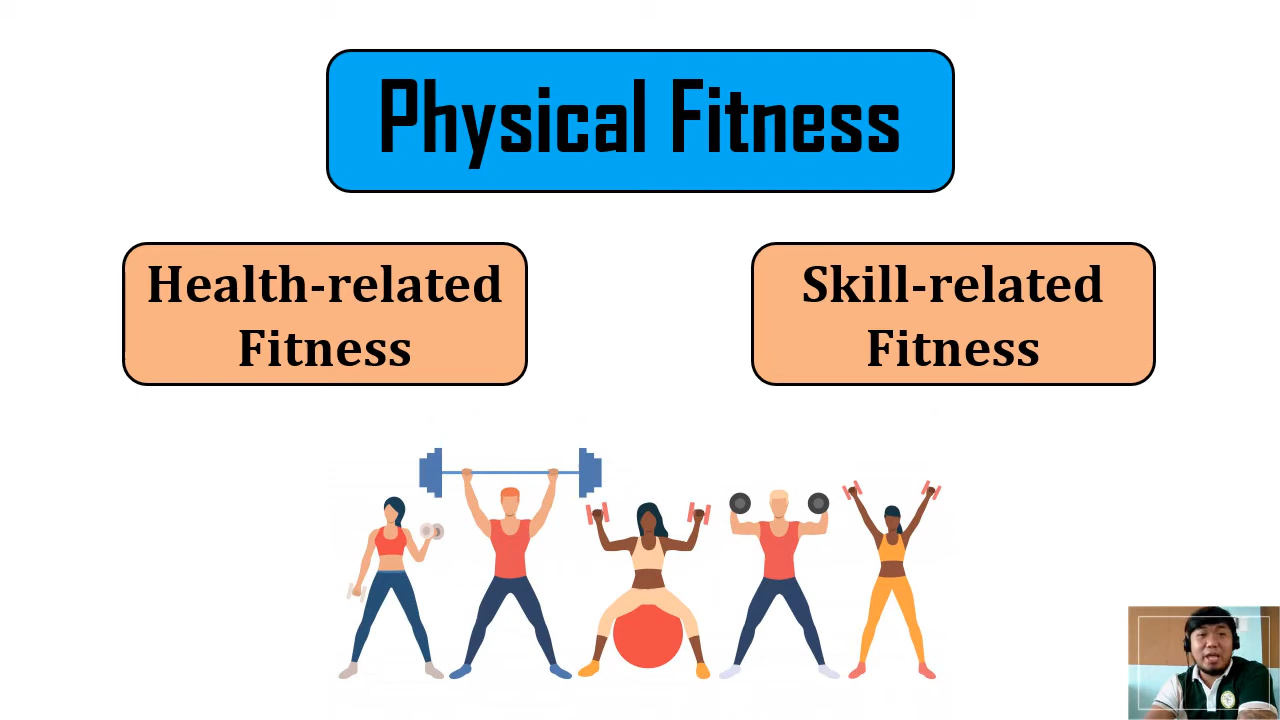 Physical Fitness
Health-related
Fitness
Skill-related
Fitness